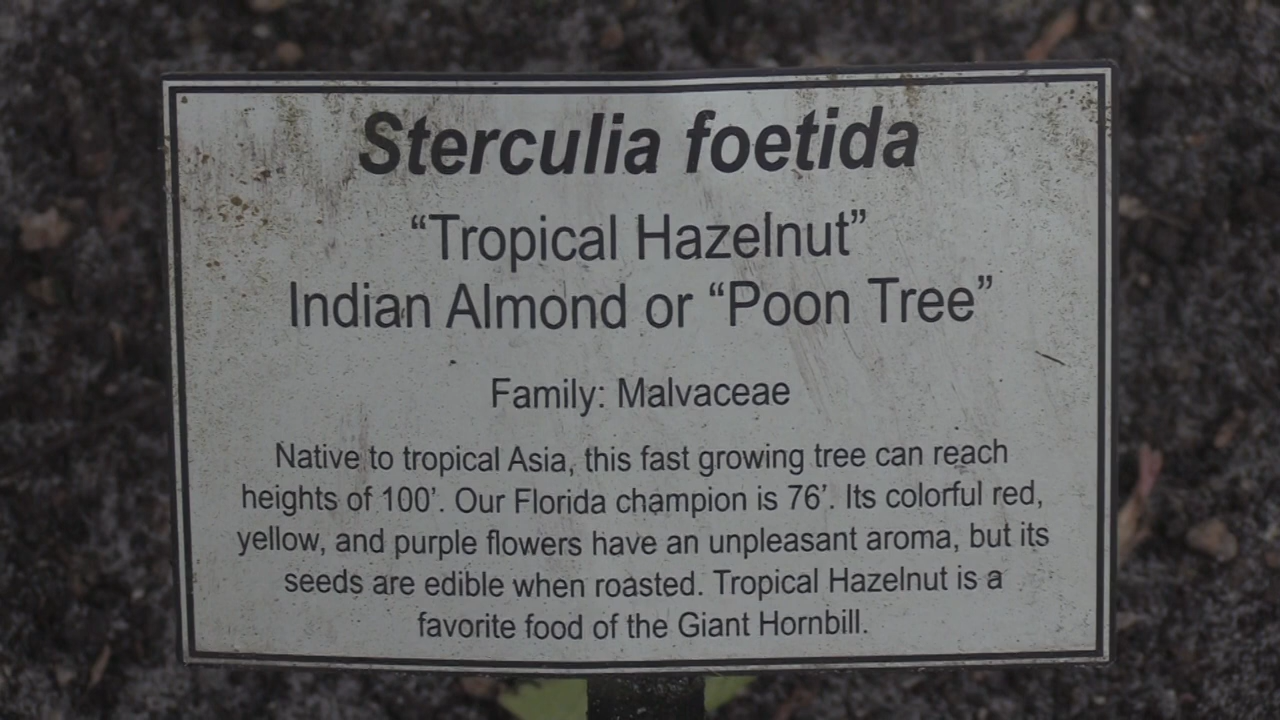 Sterculia foetida
“Tropical Hazelnut”
Indian Almond or “Poon Tree”
Family: Malvaceae
Native to tropical Asia, this fast growing tree can reach
heights of 100’. Our Florida champion is 76’. Its colorful red,
yellow, and purple flowers have an unpleasant aroma, but its
seeds are edible when roasted. Tropical Hazelnut is a
favorite food of the Giant Hornbill.